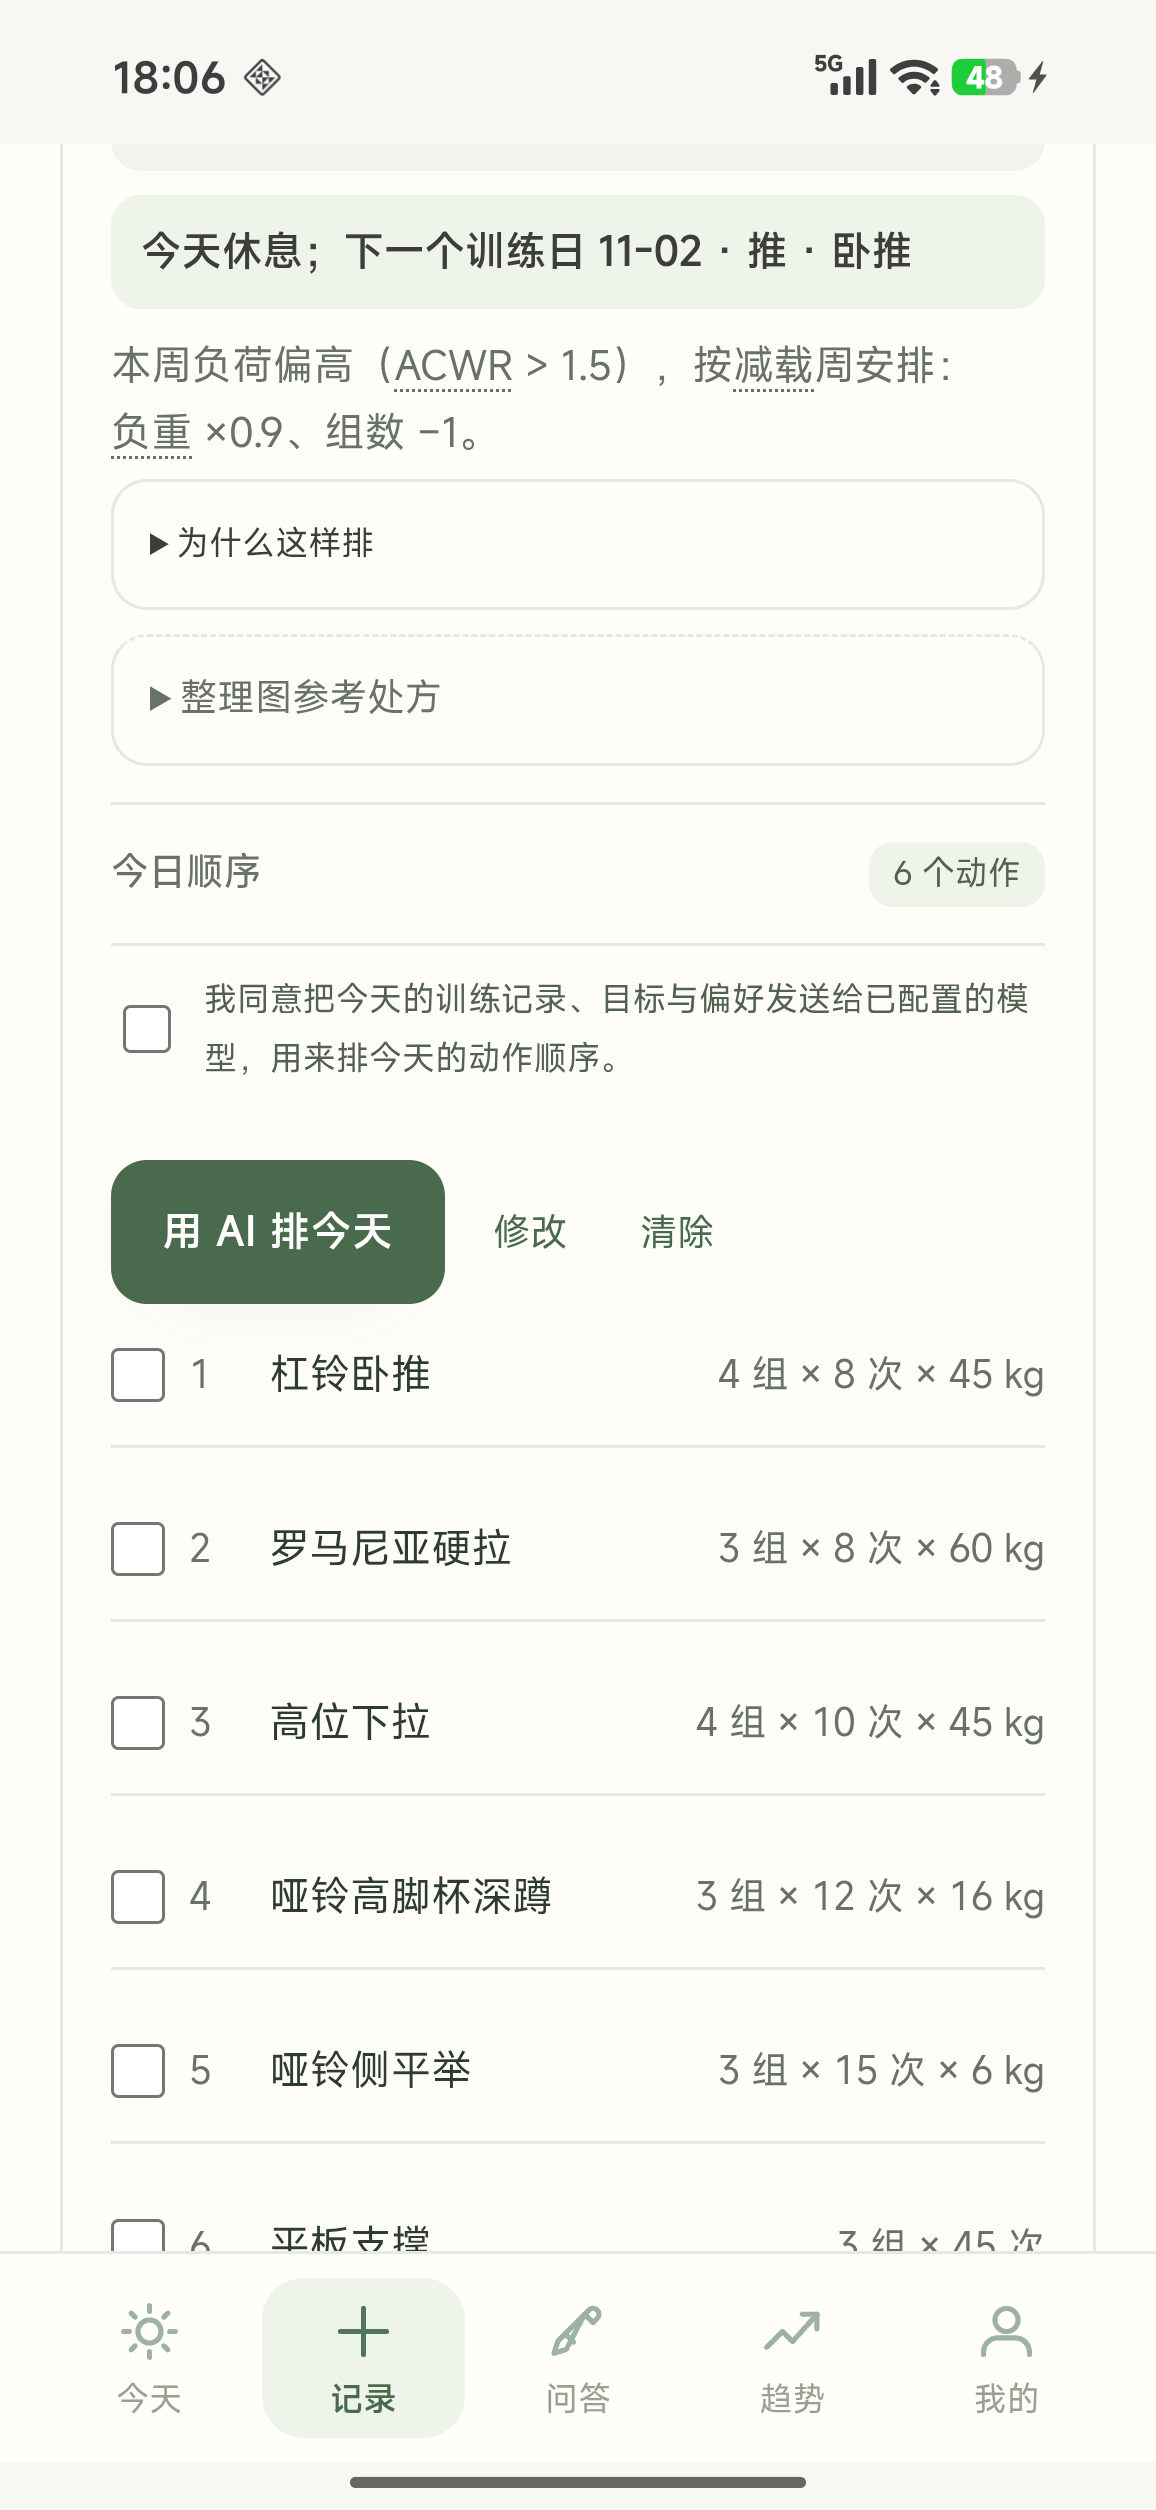 18:06
5G
48
今天休息；下一个训练日 11-02 · 推 · 卧推
本周负荷偏高（ACWR > 1.5），按减载周安排：
负重 ×0.9、组数 −1。
▶ 为什么这样排
▶ 整理图参考处方
今日顺序
6 个动作
我同意把今天的训练记录、目标与偏好发送给已配置的模
型，用来排今天的动作顺序。
用 AI 排今天 修改 清除
1 杠铃卧推 4 组 × 8 次 × 45 kg
2 罗马尼亚硬拉 3 组 × 8 次 × 60 kg
3 高位下拉 4 组 × 10 次 × 45 kg
4 哑铃高脚杯深蹲 3 组 × 12 次 × 16 kg
5 哑铃侧平举 3 组 × 15 次 × 6 kg
6 平板支撑 3 组 × 45 次
今天 记录 问答 趋势 我的